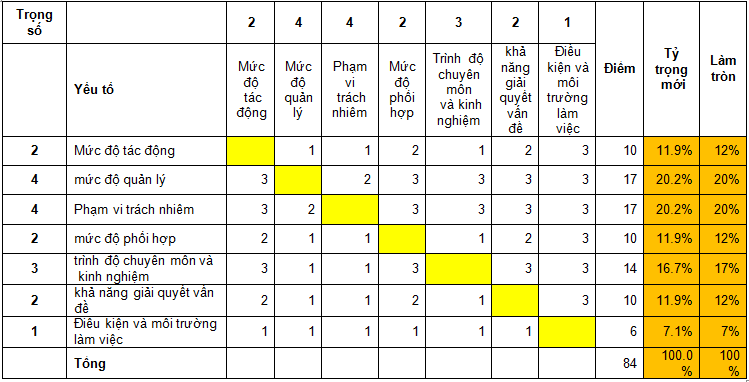 Trọng số 2 4 4 2 3 2 1
Yếu tố Mức độ tác động Mức độ quản lý Phạm vi trách nhiêm Mức độ phối hợp Trình độ chuyên môn và kinh nghiệm khả năng giải quyết vấn đề Điều kiện và môi trường làm việc Điểm Tỷ trọng mới Làm tròn
2 Mức độ tác động 1 1 2 1 2 3 10 11.9% 12%
4 mức độ quản lý 3 2 3 3 3 3 17 20.2% 20%
4 Phạm vi trách nhiêm 3 2 3 3 3 3 17 20.2% 20%
2 mức độ phối hợp 2 1 1 1 2 3 10 11.9% 12%
3 trình độ chuyên môn và kinh nghiệm 3 1 1 3 3 3 14 16.7% 17%
2 khả năng giải quyết vấn đề 2 1 1 2 1 3 10 11.9% 12%
1 Điều kiện và môi trường làm việc 1 1 1 1 1 1 6 7.1% 7%
Tổng 84 100.0% 100%